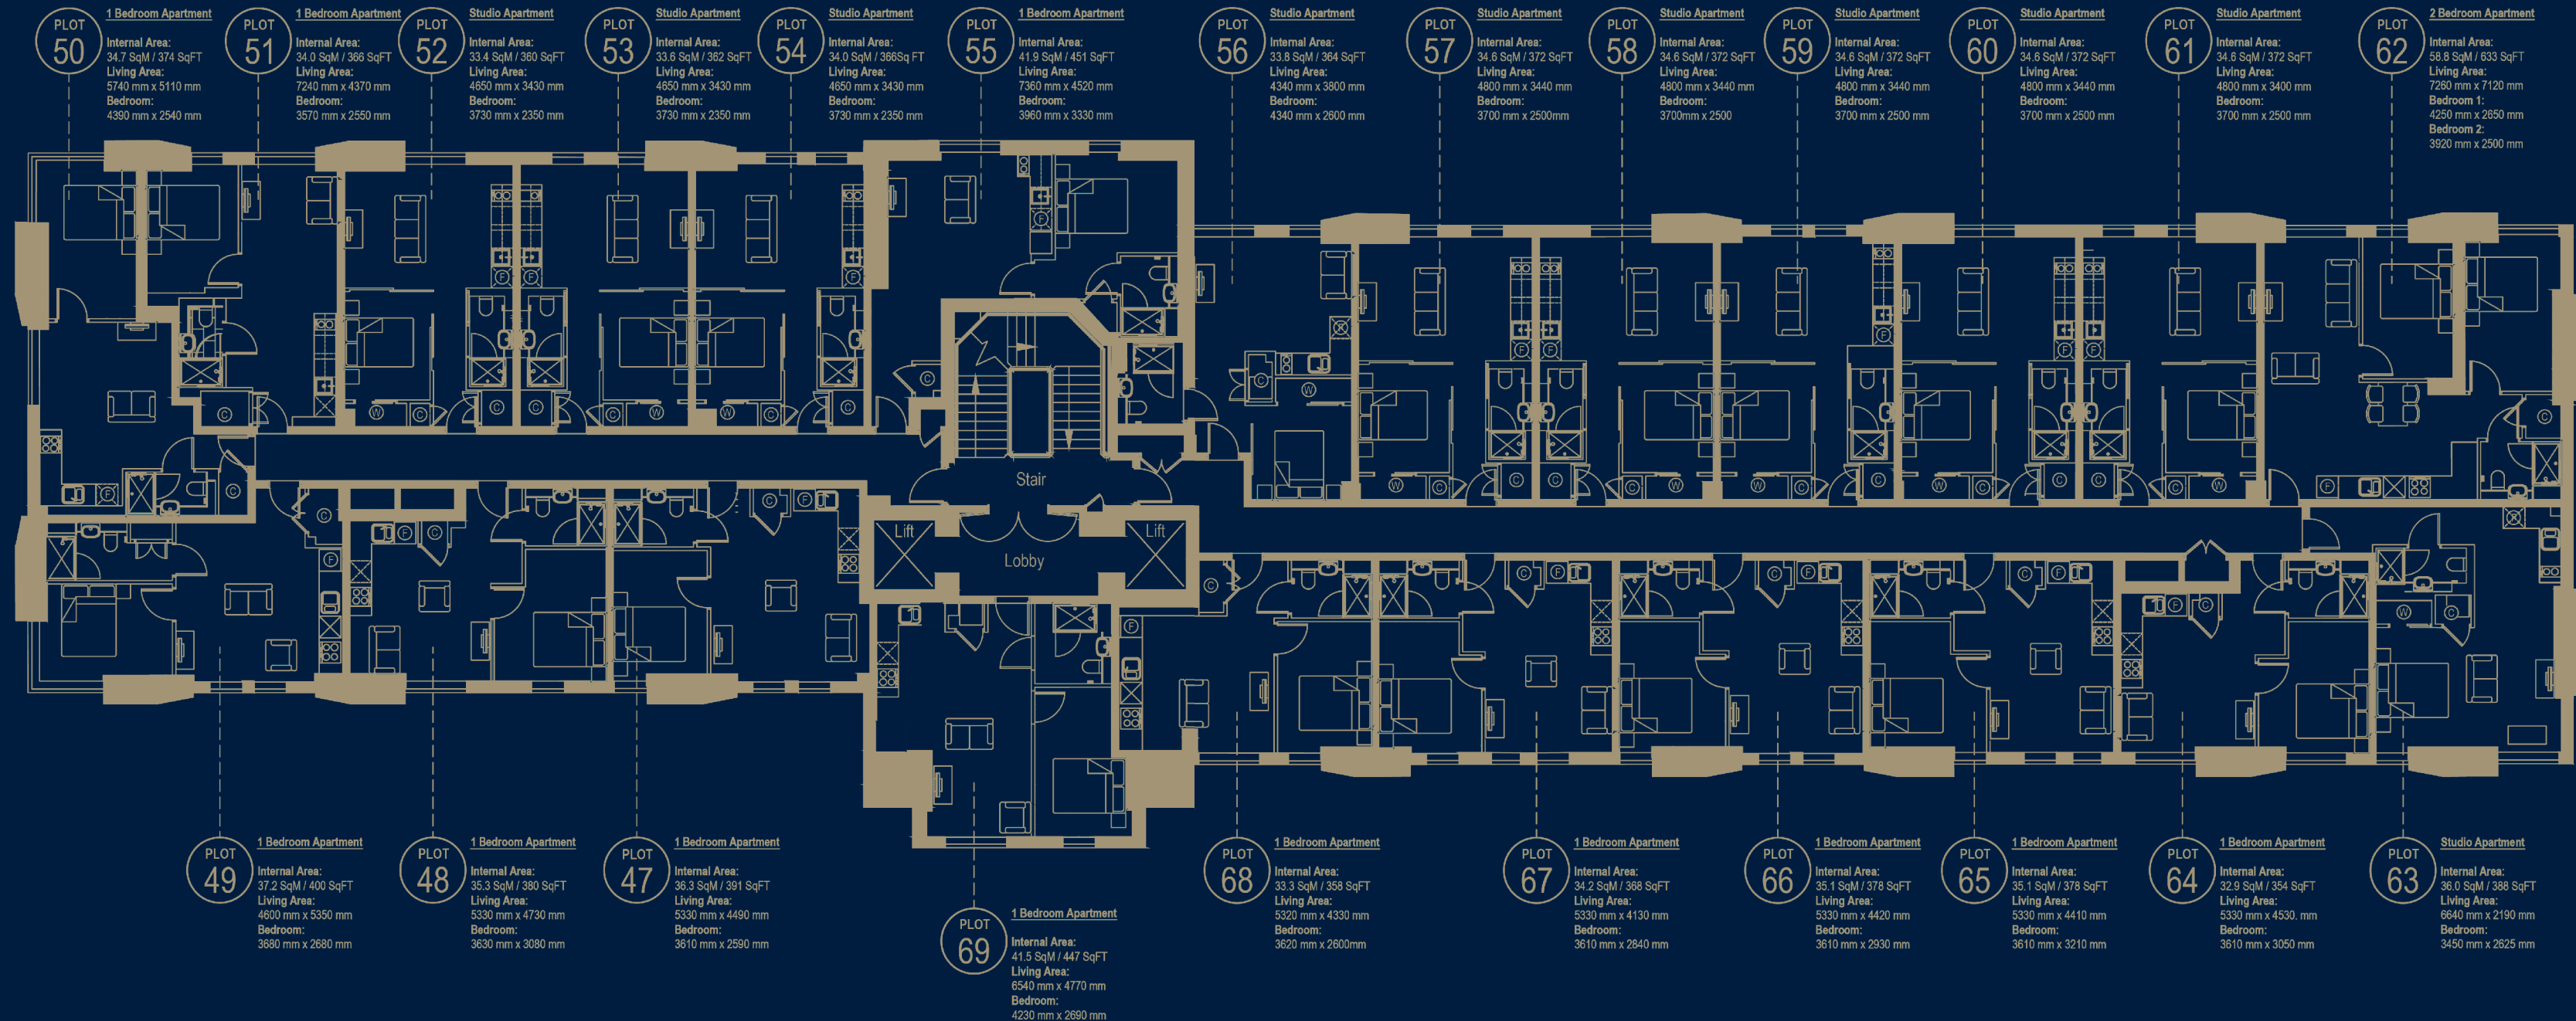 PLOT
50
1 Bedroom Apartment
Internal Area:
34.7 SqM / 374 SqFT
Living Area:
5740 mm x 5110 mm
Bedroom:
4390 mm x 2540 mm
PLOT
51
1 Bedroom Apartment
Internal Area:
34.0 SqM / 366 SqFT
Living Area:
7240 mm x 4370 mm
Bedroom:
3570 mm x 2550 mm
PLOT
52
Studio Apartment
Internal Area:
33.4 SqM / 360 SqFT
Living Area:
4650 mm x 3430 mm
Bedroom:
3730 mm x 2350 mm
PLOT
53
Studio Apartment
Internal Area:
33.6 SqM / 362 SqFT
Living Area:
4650 mm x 3430 mm
Bedroom:
3730 mm x 2350 mm
PLOT
54
Studio Apartment
Internal Area:
34.0 SqM / 366Sq FT
Living Area:
4650 mm x 3430 mm
Bedroom:
3730 mm x 2350 mm
PLOT
55
1 Bedroom Apartment
Internal Area:
41.9 SqM / 451 SqFT
Living Area:
7360 mm x 4520 mm
Bedroom:
3960 mm x 3330 mm
PLOT
56
Studio Apartment
Internal Area:
33.8 SqM / 364 SqFT
Living Area:
4340 mm x 3800 mm
Bedroom:
4340 mm x 2600 mm
PLOT
57
Studio Apartment
Internal Area:
34.6 SqM / 372 SqFT
Living Area:
4800 mm x 3440 mm
Bedroom:
3700 mm x 2500mm
PLOT
58
Studio Apartment
Internal Area:
34.6 SqM / 372 SqFT
Living Area:
4800 mm x 3440 mm
Bedroom:
3700mm x 2500
PLOT
59
Studio Apartment
Internal Area:
34.6 SqM / 372 SqFT
Living Area:
4800 mm x 3440 mm
Bedroom:
3700 mm x 2500 mm
PLOT
60
Studio Apartment
Internal Area:
34.6 SqM / 372 SqFT
Living Area:
4800 mm x 3440 mm
Bedroom:
3700 mm x 2500 mm
PLOT
61
Studio Apartment
Internal Area:
34.6 SqM / 372 SqFT
Living Area:
4800 mm x 3400 mm
Bedroom:
3700 mm x 2500 mm
PLOT
62
2 Bedroom Apartment
Internal Area:
58.8 SqM / 633 SqFT
Living Area:
7260 mm x 7120 mm
Bedroom 1:
4250 mm x 2650 mm
Bedroom 2:
3920 mm x 2500 mm
Stair
Lift
Lobby
Lift
PLOT
49
1 Bedroom Apartment
Internal Area:
37.2 SqM / 400 SqFT
Living Area:
4600 mm x 5350 mm
Bedroom:
3680 mm x 2680 mm
PLOT
48
1 Bedroom Apartment
Internal Area:
35.3 SqM / 380 SqFT
Living Area:
5330 mm x 4730 mm
Bedroom:
3630 mm x 3080 mm
PLOT
47
1 Bedroom Apartment
Internal Area:
36.3 SqM / 391 SqFT
Living Area:
5330 mm x 4490 mm
Bedroom:
3610 mm x 2590 mm
PLOT
69
1 Bedroom Apartment
Internal Area:
41.5 SqM / 447 SqFT
Living Area:
6540 mm x 4770 mm
Bedroom:
4230 mm x 2690 mm
PLOT
68
1 Bedroom Apartment
Internal Area:
33.3 SqM / 358 SqFT
Living Area:
5320 mm x 4330 mm
Bedroom:
3620 mm x 2600mm
PLOT
67
1 Bedroom Apartment
Internal Area:
34.2 SqM / 368 SqFT
Living Area:
5330 mm x 4130 mm
Bedroom:
3610 mm x 2840 mm
PLOT
66
1 Bedroom Apartment
Internal Area:
35.1 SqM / 378 SqFT
Living Area:
5330 mm x 4420 mm
Bedroom:
3610 mm x 2930 mm
PLOT
65
1 Bedroom Apartment
Internal Area:
35.1 SqM / 378 SqFT
Living Area:
5330 mm x 4410 mm
Bedroom:
3610 mm x 3210 mm
PLOT
64
1 Bedroom Apartment
Internal Area:
32.9 SqM / 354 SqFT
Living Area:
5330 mm x 4530. mm
Bedroom:
3610 mm x 3050 mm
PLOT
63
Studio Apartment
Internal Area:
36.0 SqM / 388 SqFT
Living Area:
6640 mm x 2190 mm
Bedroom:
3450 mm x 2625 mm